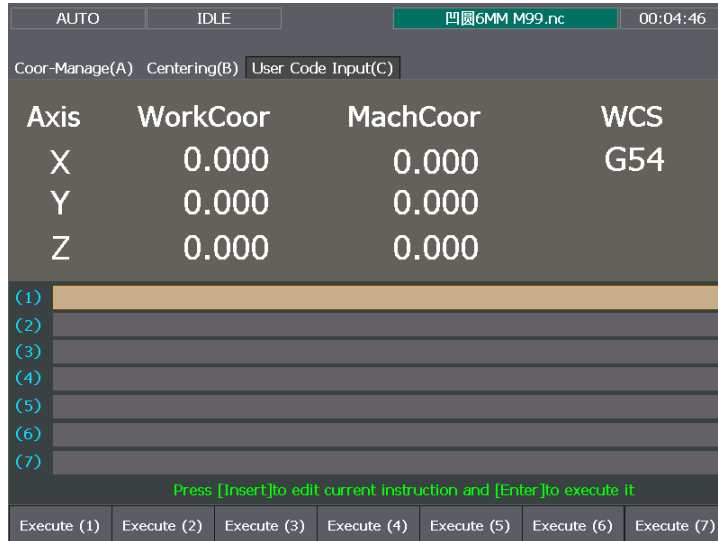 AUTO IDLE 凹圆6MM M99.nc 00:04:46
Coor-Manage(A) Centering(B) User Code Input(C)
Axis WorkCoor MachCoor WCS
X 0.000 0.000 G54
Y 0.000 0.000
Z 0.000 0.000
(1)
(2)
(3)
(4)
(5)
(6)
(7)
Press [Insert]to edit current instruction and [Enter]to execute it
Execute (1) Execute (2) Execute (3) Execute (4) Execute (5) Execute (6) Execute (7)